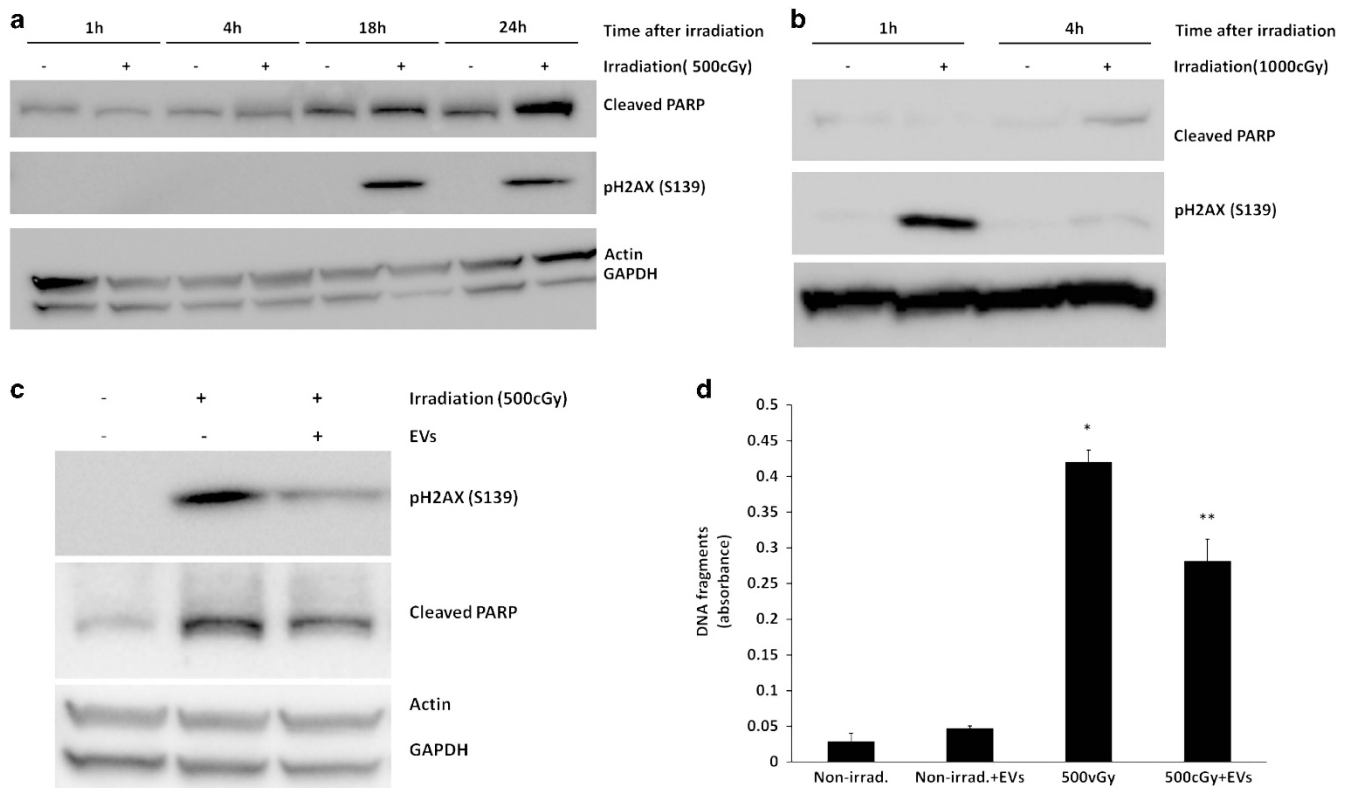 a
1h 4h 18h 24h Time after irradiation
- + - + - + - + Irradiation( 500cGy)
Cleaved PARP
pH2AX (S139)
Actin
GAPDH
b
1h 4h Time after irradiation
- + - + Irradiation(1000cGy)
Cleaved PARP
pH2AX (S139)
c
- + + Irradiation (500cGy)
- - + EVs
pH2AX (S139)
Cleaved PARP
Actin
GAPDH
d
DNA fragments
(absorbance)
0.5
0.45
0.4
0.35
0.3
0.25
0.2
0.15
0.1
0.05
0
*
**
Non-irrad. Non-irrad.+EVs 500vGy 500cGy+EVs